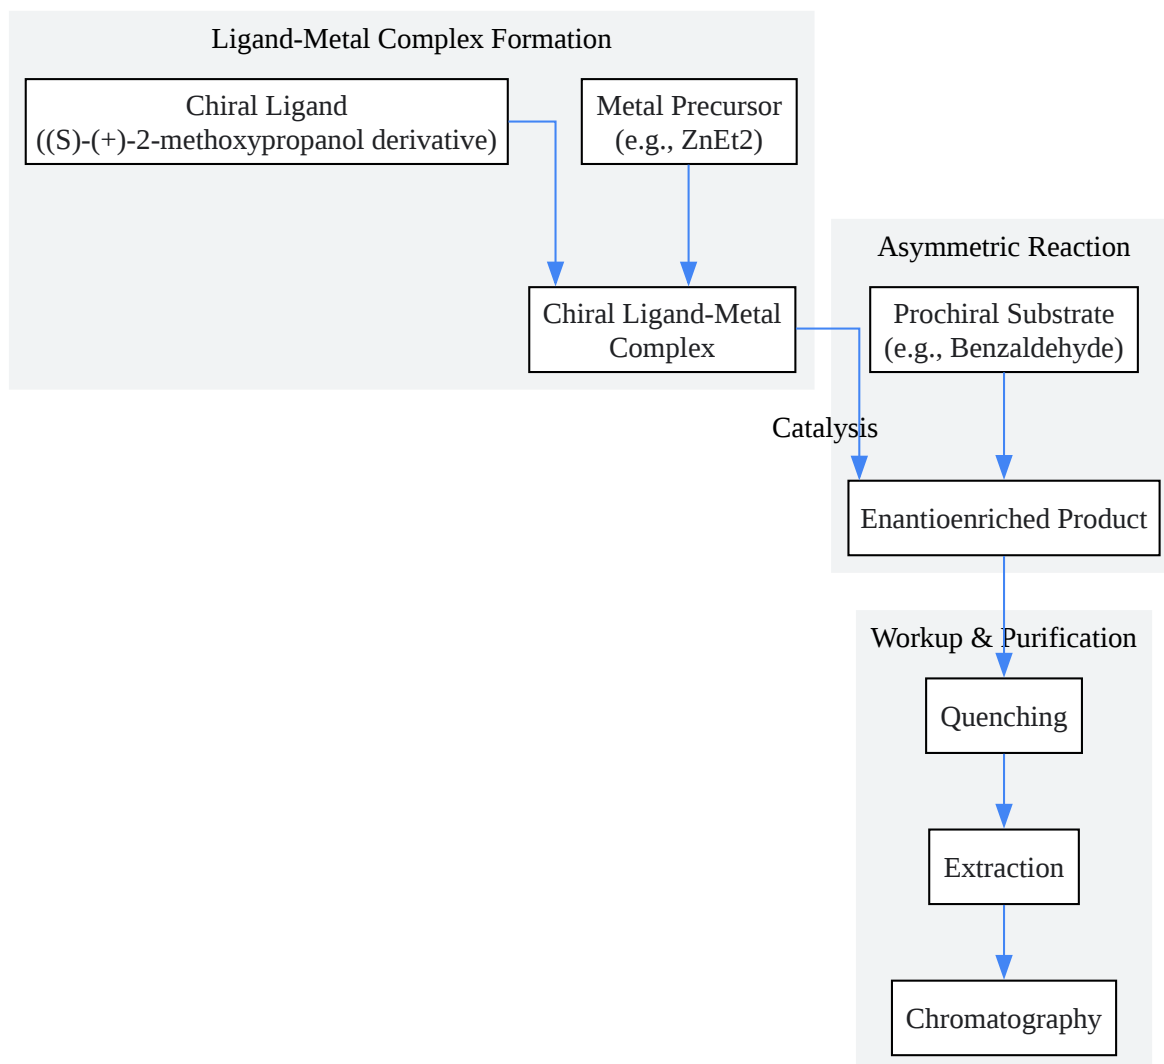 Ligand-Metal Complex Formation
Chiral Ligand
((S)-(+)-2-methoxypropanol derivative)
Metal Precursor
(e.g., ZnEt2)
Chiral Ligand-Metal
Complex
Asymmetric Reaction
Prochiral Substrate
(e.g., Benzaldehyde)
Catalysis
Enantioenriched Product
Workup & Purification
Quenching
Extraction
Chromatography